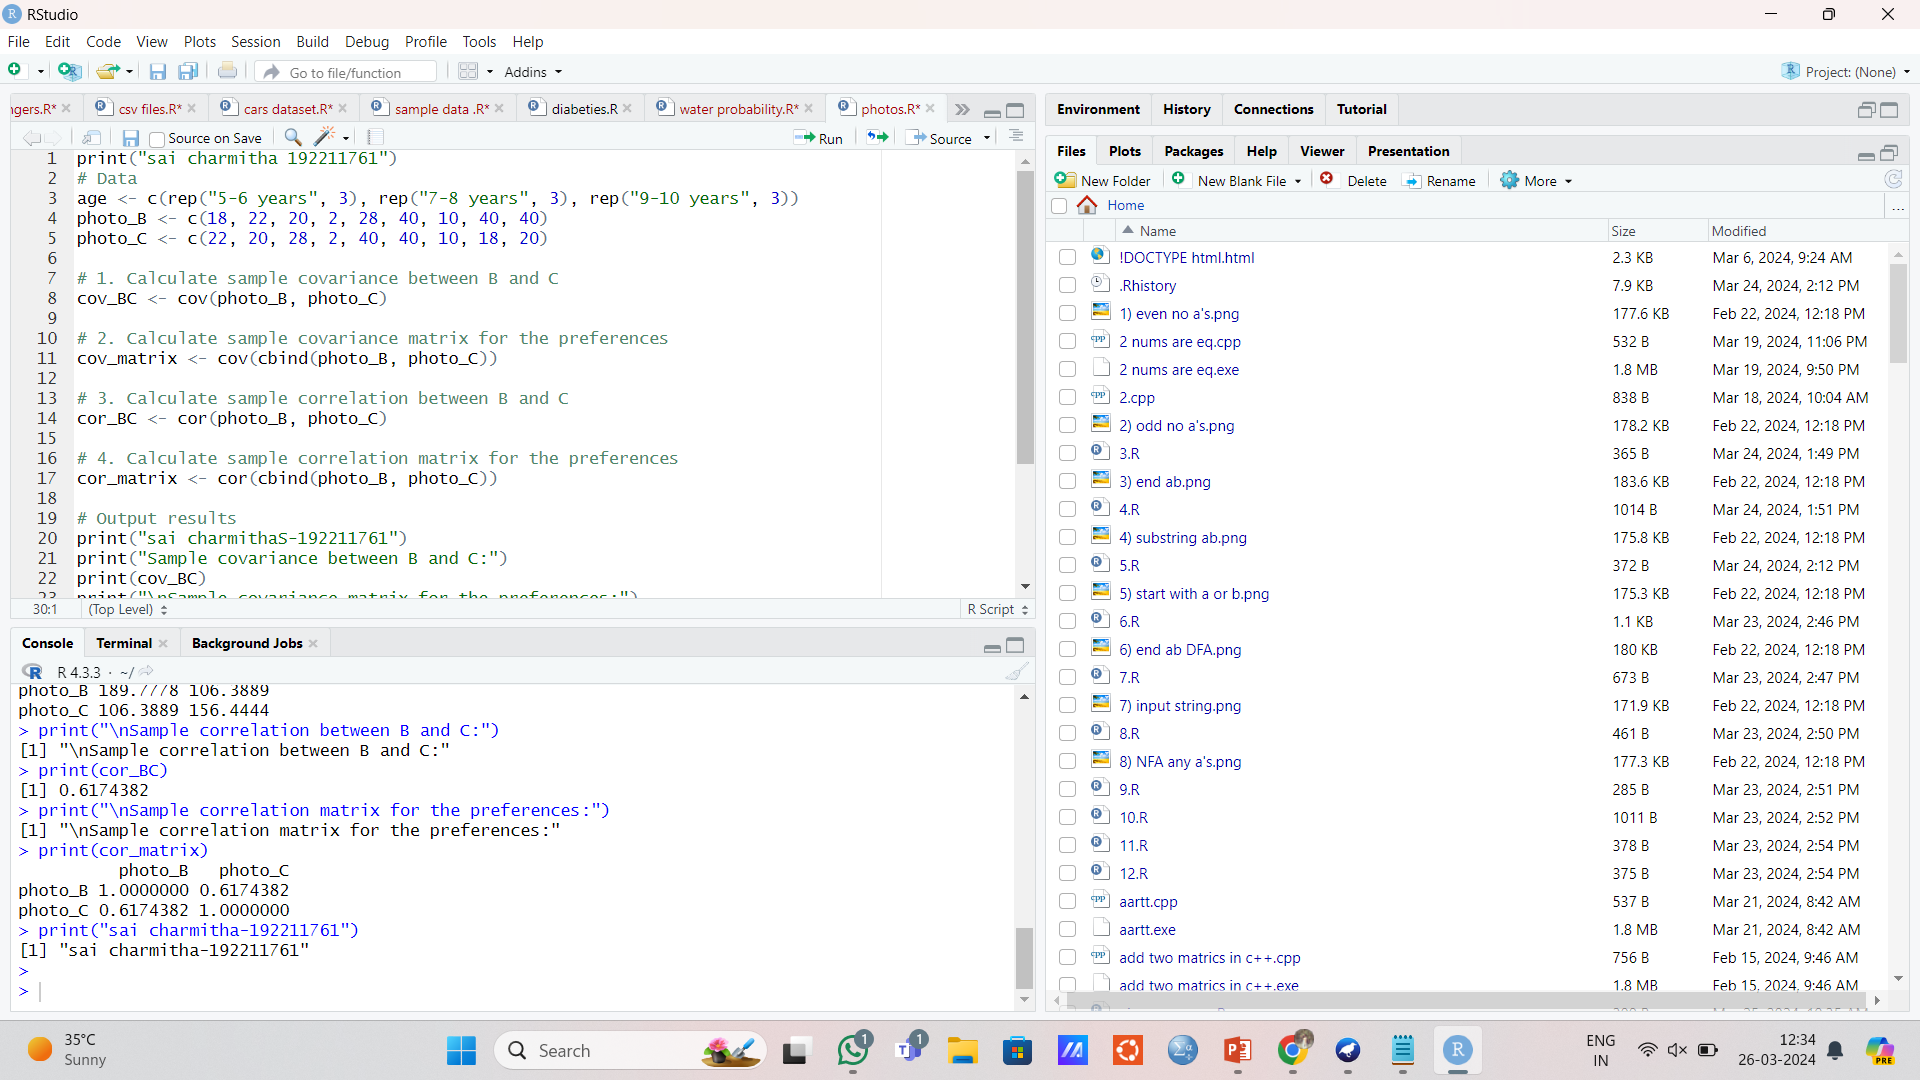 RStudio
File Edit Code View Plots Session Build Debug Profile Tools Help
Go to file/function Addins Project: (None)
ngers.R* csv files.R* cars dataset.R* sample data .R* diabeties.R water probability.R* photos.R*
Source on Save Run Source
1 print("sai charmitha 192211761")
2 # Data
3 age <- c(rep("5-6 years", 3), rep("7-8 years", 3), rep("9-10 years", 3))
4 photo_B <- c(18, 22, 20, 2, 28, 40, 10, 40, 40)
5 photo_C <- c(22, 20, 28, 2, 40, 40, 10, 18, 20)
6
7 # 1. Calculate sample covariance between B and C
8 cov_BC <- cov(photo_B, photo_C)
9
10 # 2. Calculate sample covariance matrix for the preferences
11 cov_matrix <- cov(cbind(photo_B, photo_C))
12
13 # 3. Calculate sample correlation between B and C
14 cor_BC <- cor(photo_B, photo_C)
15
16 # 4. Calculate sample correlation matrix for the preferences
17 cor_matrix <- cor(cbind(photo_B, photo_C))
18
19 # Output results
20 print("sai charmithaS-192211761")
21 print("Sample covariance between B and C:")
22 print(cov_BC)
23 print("\nSample covariance matrix for the preferences:")
30:1 (Top Level) R Script
Console Terminal Background Jobs
R 4.3.3 · ~/
photo_B 189.7778 106.3889
photo_C 106.3889 156.4444
> print("\nSample correlation between B and C:")
[1] "\nSample correlation between B and C:"
> print(cor_BC)
[1] 0.6174382
> print("\nSample correlation matrix for the preferences:")
[1] "\nSample correlation matrix for the preferences:"
> print(cor_matrix)
photo_B photo_C
photo_B 1.0000000 0.6174382
photo_C 0.6174382 1.0000000
> print("sai charmitha-192211761")
[1] "sai charmitha-192211761"
>
>
Environment History Connections Tutorial
Files Plots Packages Help Viewer Presentation
New Folder New Blank File Delete Rename More
Home ...
Name Size Modified
!DOCTYPE html.html 2.3 KB Mar 6, 2024, 9:24 AM
.Rhistory 7.9 KB Mar 24, 2024, 2:12 PM
1) even no a's.png 177.6 KB Feb 22, 2024, 12:18 PM
2 nums are eq.cpp 532 B Mar 19, 2024, 11:06 PM
2 nums are eq.exe 1.8 MB Mar 19, 2024, 9:50 PM
2.cpp 838 B Mar 18, 2024, 10:04 AM
2) odd no a's.png 178.2 KB Feb 22, 2024, 12:18 PM
3.R 365 B Mar 24, 2024, 1:49 PM
3) end ab.png 183.6 KB Feb 22, 2024, 12:18 PM
4.R 1014 B Mar 24, 2024, 1:51 PM
4) substring ab.png 175.8 KB Feb 22, 2024, 12:18 PM
5.R 372 B Mar 24, 2024, 2:12 PM
5) start with a or b.png 175.3 KB Feb 22, 2024, 12:18 PM
6.R 1.1 KB Mar 23, 2024, 2:46 PM
6) end ab DFA.png 180 KB Feb 22, 2024, 12:18 PM
7.R 673 B Mar 23, 2024, 2:47 PM
7) input string.png 171.9 KB Feb 22, 2024, 12:18 PM
8.R 461 B Mar 23, 2024, 2:50 PM
8) NFA any a's.png 177.3 KB Feb 22, 2024, 12:18 PM
9.R 285 B Mar 23, 2024, 2:51 PM
10.R 1011 B Mar 23, 2024, 2:52 PM
11.R 378 B Mar 23, 2024, 2:54 PM
12.R 375 B Mar 23, 2024, 2:54 PM
aartt.cpp 537 B Mar 21, 2024, 8:42 AM
aartt.exe 1.8 MB Mar 21, 2024, 8:42 AM
add two matrics in c++.cpp 756 B Feb 15, 2024, 9:46 AM
add two matrics in c++.exe 1.8 MB Feb 15, 2024, 9:46 AM
35°C
Sunny
Search
1 1
ENG
IN
12:34
26-03-2024
PRE